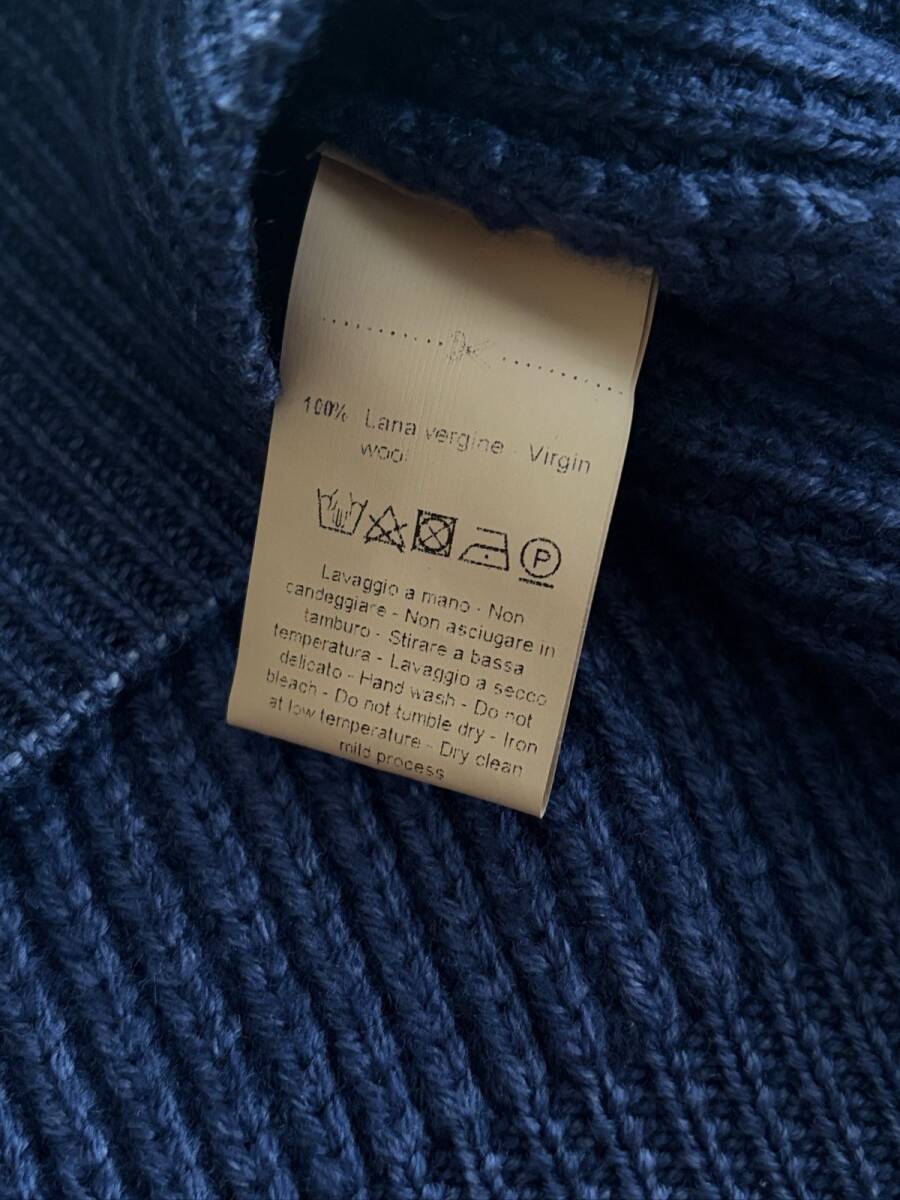 100% Lana vergine - Virgin
wool
P
Lavaggio a mano - Non
candeggiare - Non asciugare in
tamburo - Stirare a bassa
temperatura - Lavaggio a secco
delicato - Hand wash - Do not
bleach - Do not tumble dry - Iron
at low temperature - Dry clean
mild process